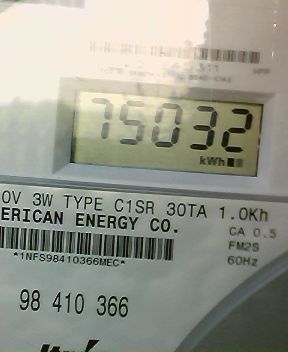 75032
kWh
0V 3W TYPE C1SR 30TA 1.0Kh
ERICAN ENERGY CO.
CA 0.5
FM2S
*1NFS98410366MEC*
60Hz
98 410 366